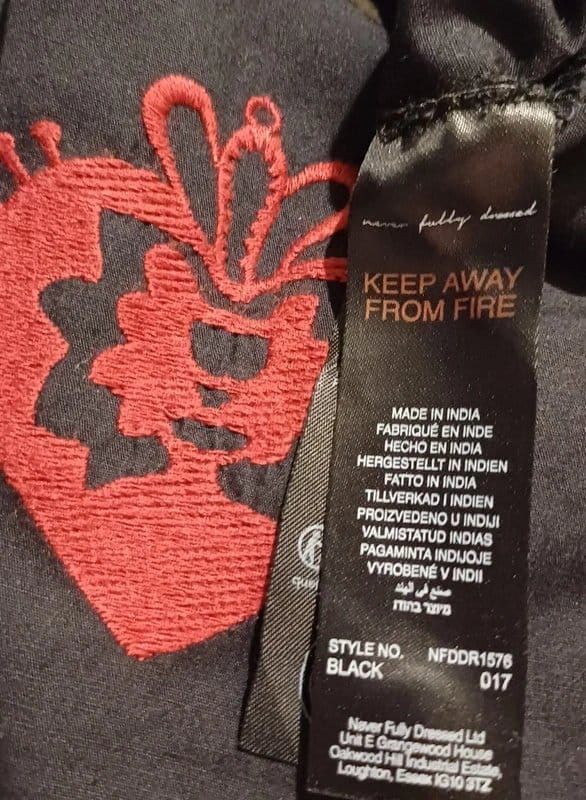 never fully dressed
KEEP AWAY
FROM FIRE
MADE IN INDIA
FABRIQUÉ EN INDE
HECHO EN INDIA
HERGESTELLT IN INDIEN
FATTO IN INDIA
TILLVERKAD I INDIEN
PROIZVEDENO U INDIJI
VALMISTATUD INDIAS
PAGAMINTA INDIJOJE
VYROBENÉ V INDII
صنع في الهند
מיוצר בהודו
STYLE NO. NFDDR1576
BLACK 017
Never Fully Dressed Ltd
Unit E Grangewood House
Oakwood Hill Industrial Estate,
Loughton, Essex IG10 3TZ